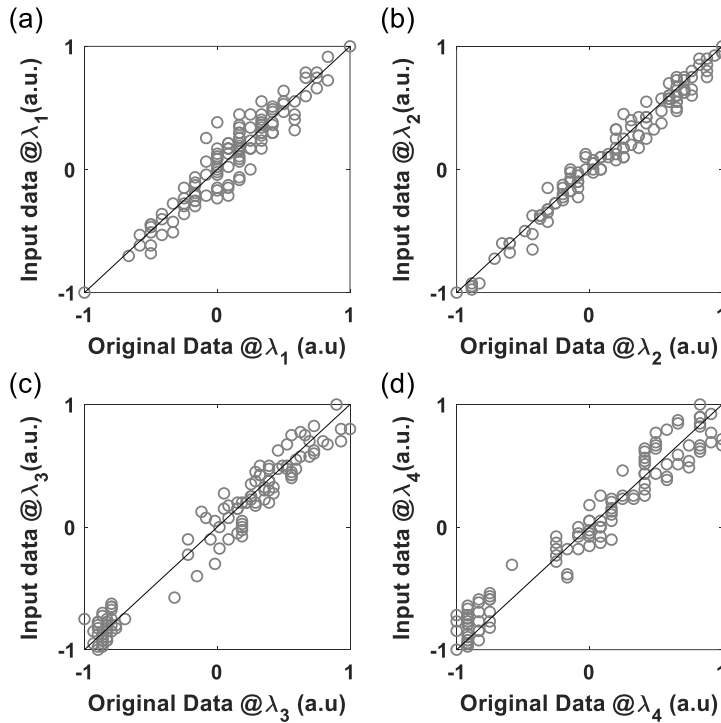 (a)
1
0
-1
Input data @λ1(a.u.)
-1 0 1
Original Data @λ1 (a.u)
(b)
1
0
-1
Input data @λ2(a.u.)
-1 0 1
Original Data @λ2 (a.u)
(c)
1
0
-1
Input data @λ3(a.u.)
-1 0 1
Original Data @λ3 (a.u)
(d)
1
0
-1
Input data @λ4(a.u.)
-1 0 1
Original Data @λ4 (a.u)